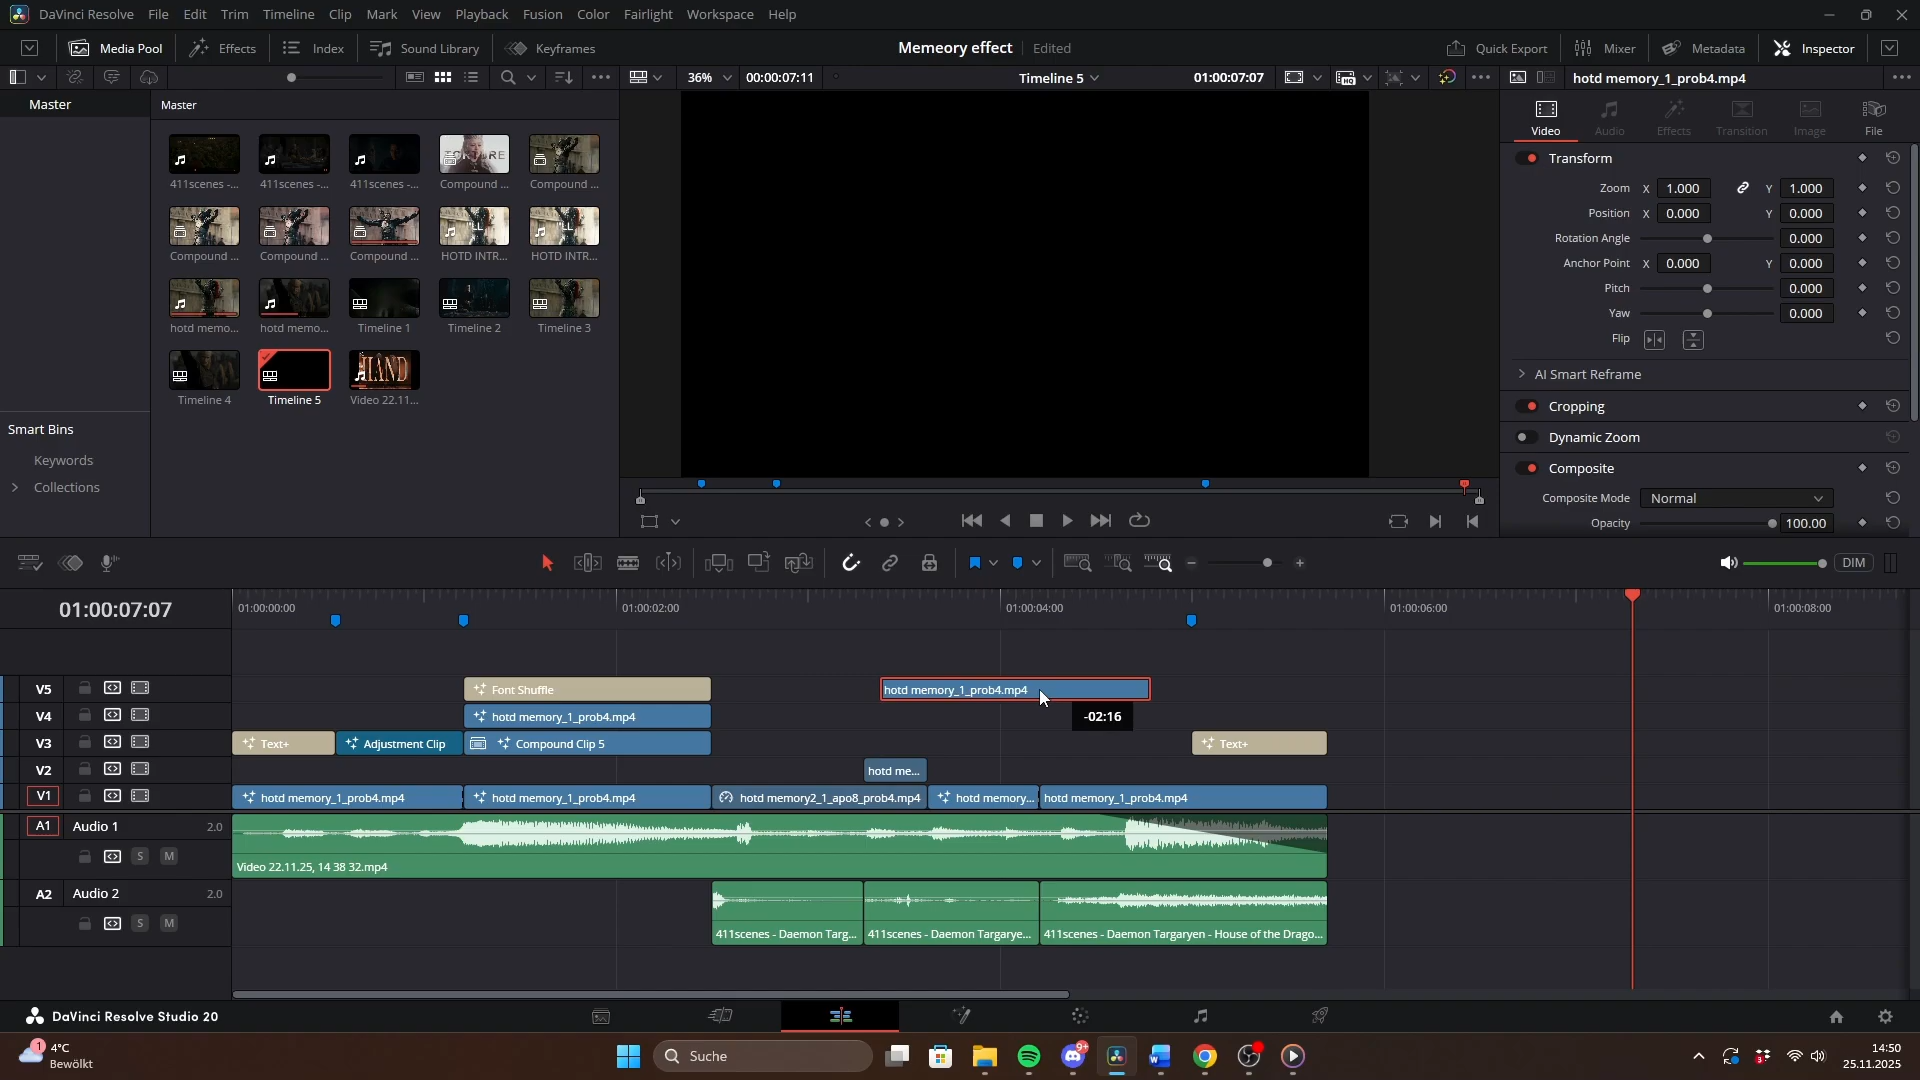 DaVinci Resolve File Edit Trim Timeline Clip Mark View Playback Fusion Color Fairlight Workspace Help
Media Pool Effects Index Sound Library Keyframes Memeory effect Edited Quick Export Mixer Metadata Inspector
36% 00:00:07:11 Timeline 5 01:00:07:07 hotd memory_1_prob4.mp4
Master Master
411scenes -... 411scenes -... 411scenes -... Compound ... Compound ...
Compound ... Compound ... Compound ... HOTD INTR... HOTD INTR...
hotd memo... hotd memo... Timeline 1 Timeline 2 Timeline 3
Timeline 4 Timeline 5 Video 22.11...
Smart Bins
Keywords
Collections
Video Audio Effects Transition Image File
Transform
Zoom X 1.000 Y 1.000
Position X 0.000 Y 0.000
Rotation Angle 0.000
Anchor Point X 0.000 Y 0.000
Pitch 0.000
Yaw 0.000
Flip
AI Smart Reframe
Cropping
Dynamic Zoom
Composite
Composite Mode Normal
Opacity 100.00
DIM
01:00:07:07 01:00:00:00 01:00:02:00 01:00:04:00 01:00:06:00 01:00:08:00
V5 Font Shuffle hotd memory_1_prob4.mp4
V4 hotd memory_1_prob4.mp4 -02:16
V3 Text+ Adjustment Clip Compound Clip 5 Text+
V2 hotd me...
V1 hotd memory_1_prob4.mp4 hotd memory_1_prob4.mp4 hotd memory2_1_apo8_prob4.mp4 hotd memory... hotd memory_1_prob4.mp4
A1 Audio 1 2.0
S M Video 22.11.25, 14 38 32.mp4
A2 Audio 2 2.0
S M 411scenes - Daemon Targ... 411scenes - Daemon Targarye... 411scenes - Daemon Targaryen - House of the Drago...
DaVinci Resolve Studio 20
1 4°C
Bewölkt
Suche
9+
14:50
25.11.2025